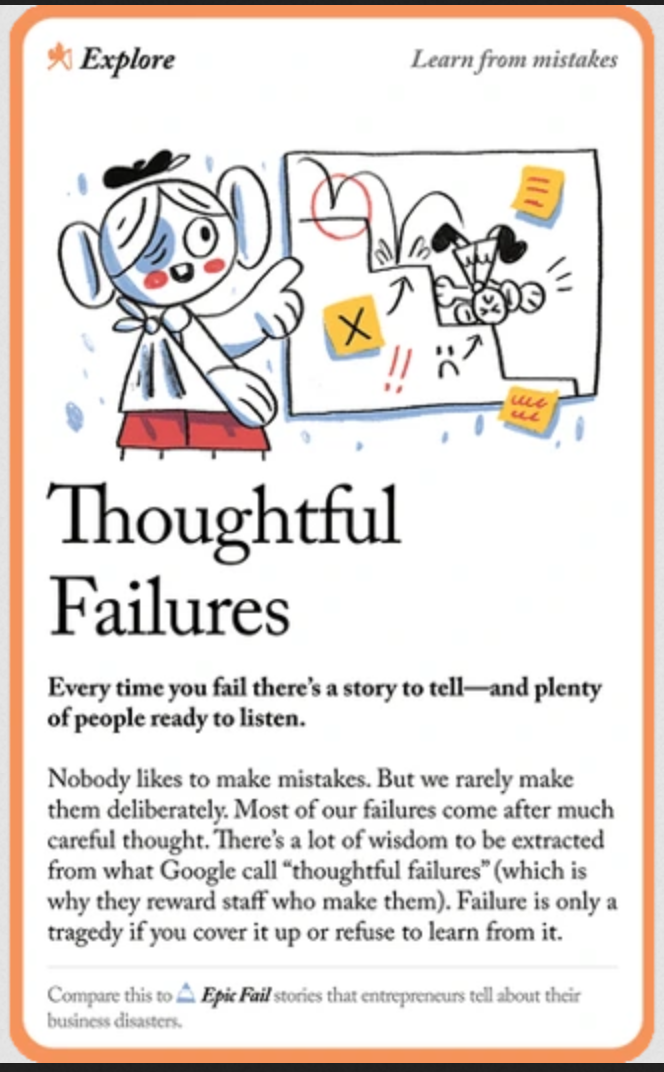 Explore
Learn from mistakes
X
!!
Thoughtful
Failures
Every time you fail there’s a story to tell—and plenty
of people ready to listen.
Nobody likes to make mistakes. But we rarely make
them deliberately. Most of our failures come after much
careful thought. There’s a lot of wisdom to be extracted
from what Google call “thoughtful failures” (which is
why they reward staff who make them). Failure is only a
tragedy if you cover it up or refuse to learn from it.
Compare this to Epic Fail stories that entrepreneurs tell about their
business disasters.